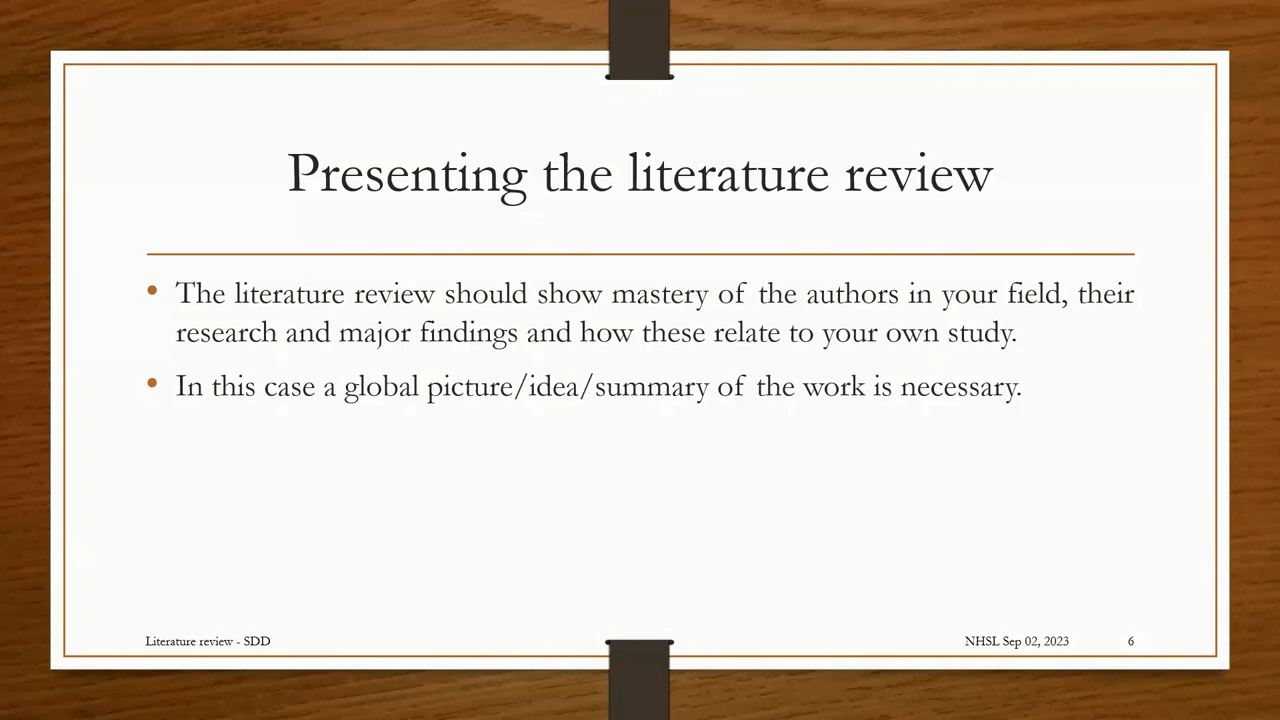 Presenting the literature review
• The literature review should show mastery of the authors in your field, their
research and major findings and how these relate to your own study.
• In this case a global picture/idea/summary of the work is necessary.
Literature review - SDD
NHSL Sep 02, 2023
6